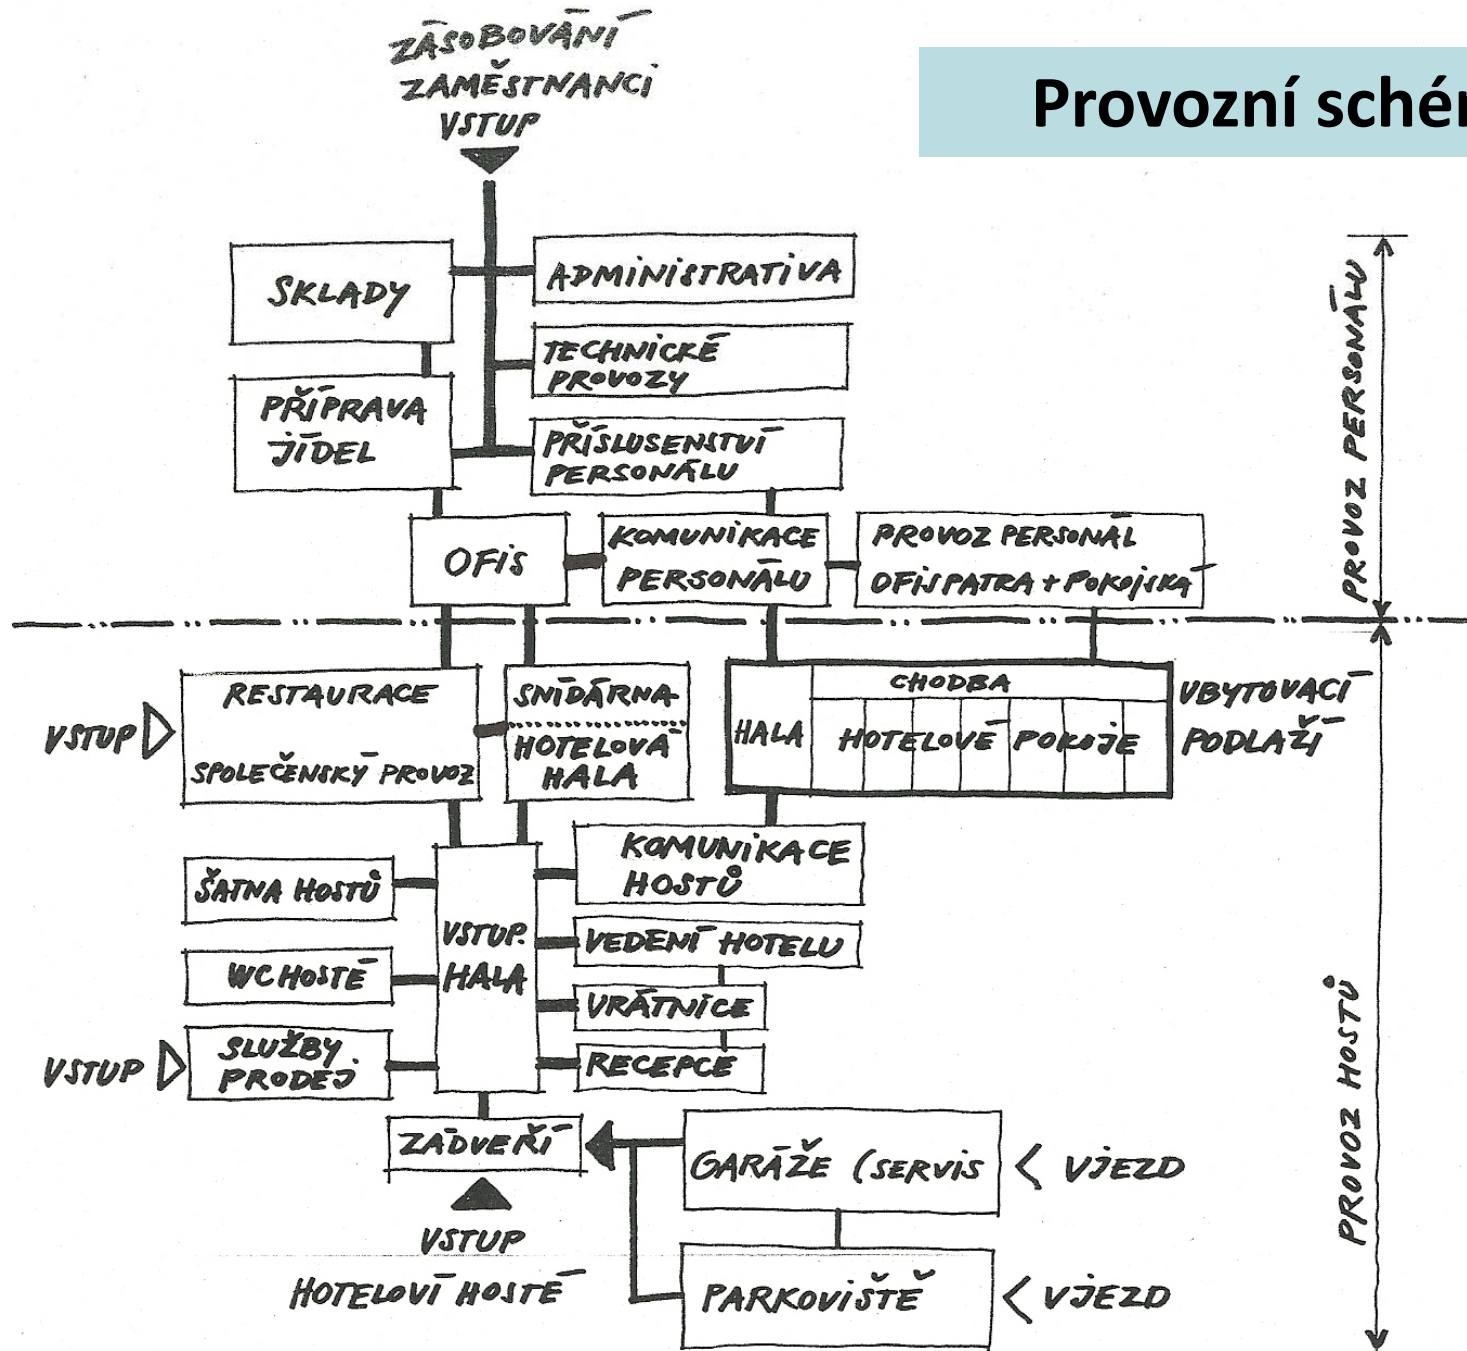 ZÁSOBOVÁNÍ
ZAMĚSTNANCI
VSTUP
Provozní schém
SKLADY
ADMINISTRATIVA
TECHNICKÉ
PROVOZY
PŘÍPRAVA
JÍDEL
PŘÍSLUSENSTVÍ
PERSONÁLU
OFIS
KOMUNIKACE
PERSONÁLU
PROVOZ PERSONÁL
OFIS PATRA + POKOJSKÁ
PROVOZ PERSONÁLU
RESTAURACE
SPOLEČENSKÝ PROVOZ
VSTUP
SNÍDÁRNA
HOTELOVÁ
HALA
HALA
CHODBA
HOTELOVÉ POKOJE
UBYTOVACÍ
PODLAŽÍ
KOMUNIKACE
HOSTŮ
ŠATNA HOSTŮ
VSTUP.
HALA
VEDENÍ HOTELU
WC HOSTÉ
VRÁTNICE
VSTUP
SLUŽBY
PRODEJ
RECEPCE
ZÁDVEŘÍ
GARÁŽE (SERVIS
< VJEZD
VSTUP
HOTELOVÍ HOSTÉ
PARKOVIŠTĚ
< VJEZD
PROVOZ HOSTŮ